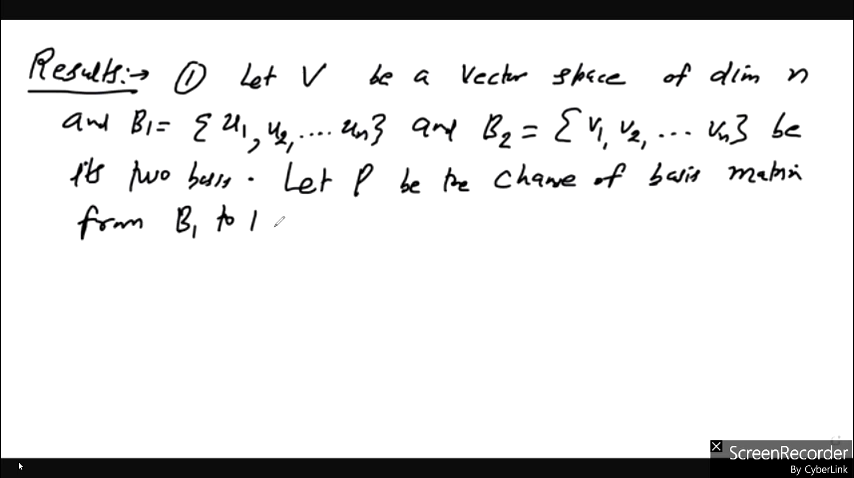 Results:→ ① Let V be a vector space of dim n
and B1= {u1, u2, .... un} and B2 = {v1, v2, ... vn} be
its two basis. Let P be the change of basis matrix
from B1 to
ScreenRecorder
By CyberLink